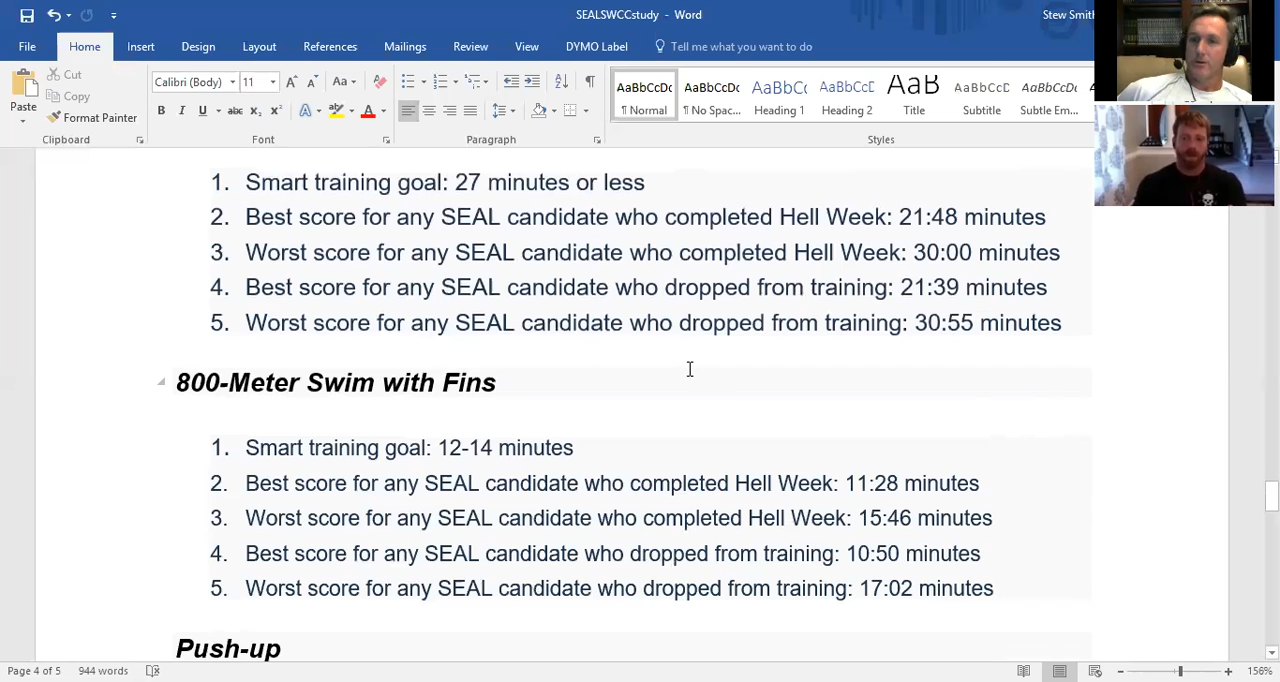 SEALSWCCstudy - Word
Stew Smith
File Home Insert Design Layout References Mailings Review View DYMO Label Tell me what you want to do
Paste
Cut
Copy
Format Painter
Clipboard
Calibri (Body) 11
Aa
B I U abc x₂ x² A A
Font
Paragraph
AaBbCcDc AaBbCcDc AaBbCc AaBbCcD AaB AaBbCcD AaBbCcDc
¶ Normal ¶ No Spac... Heading 1 Heading 2 Title Subtitle Subtle Em...
Styles
1. Smart training goal: 27 minutes or less
2. Best score for any SEAL candidate who completed Hell Week: 21:48 minutes
3. Worst score for any SEAL candidate who completed Hell Week: 30:00 minutes
4. Best score for any SEAL candidate who dropped from training: 21:39 minutes
5. Worst score for any SEAL candidate who dropped from training: 30:55 minutes
800-Meter Swim with Fins
1. Smart training goal: 12-14 minutes
2. Best score for any SEAL candidate who completed Hell Week: 11:28 minutes
3. Worst score for any SEAL candidate who completed Hell Week: 15:46 minutes
4. Best score for any SEAL candidate who dropped from training: 10:50 minutes
5. Worst score for any SEAL candidate who dropped from training: 17:02 minutes
Push-up
Page 4 of 5 944 words 156%